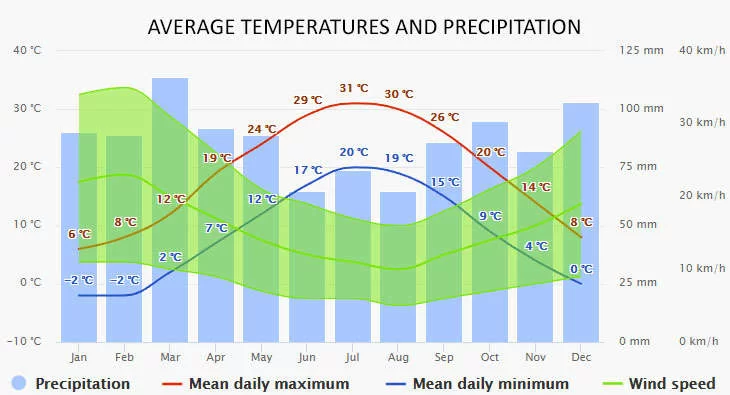 AVERAGE TEMPERATURES AND PRECIPITATION
40 °C 125 mm 40 km/h
30 °C 100 mm 30 km/h
20 °C 75 mm 20 km/h
10 °C 50 mm 10 km/h
0 °C 25 mm 0 km/h
−10 °C 0 mm
6 °C 8 °C 12 °C 19 °C 24 °C 29 °C 31 °C 30 °C 26 °C 20 °C 14 °C 8 °C
−2 °C −2 °C 2 °C 7 °C 12 °C 17 °C 20 °C 19 °C 15 °C 9 °C 4 °C 0 °C
Jan Feb Mar Apr May Jun Jul Aug Sep Oct Nov Dec
Precipitation Mean daily maximum Mean daily minimum Wind speed